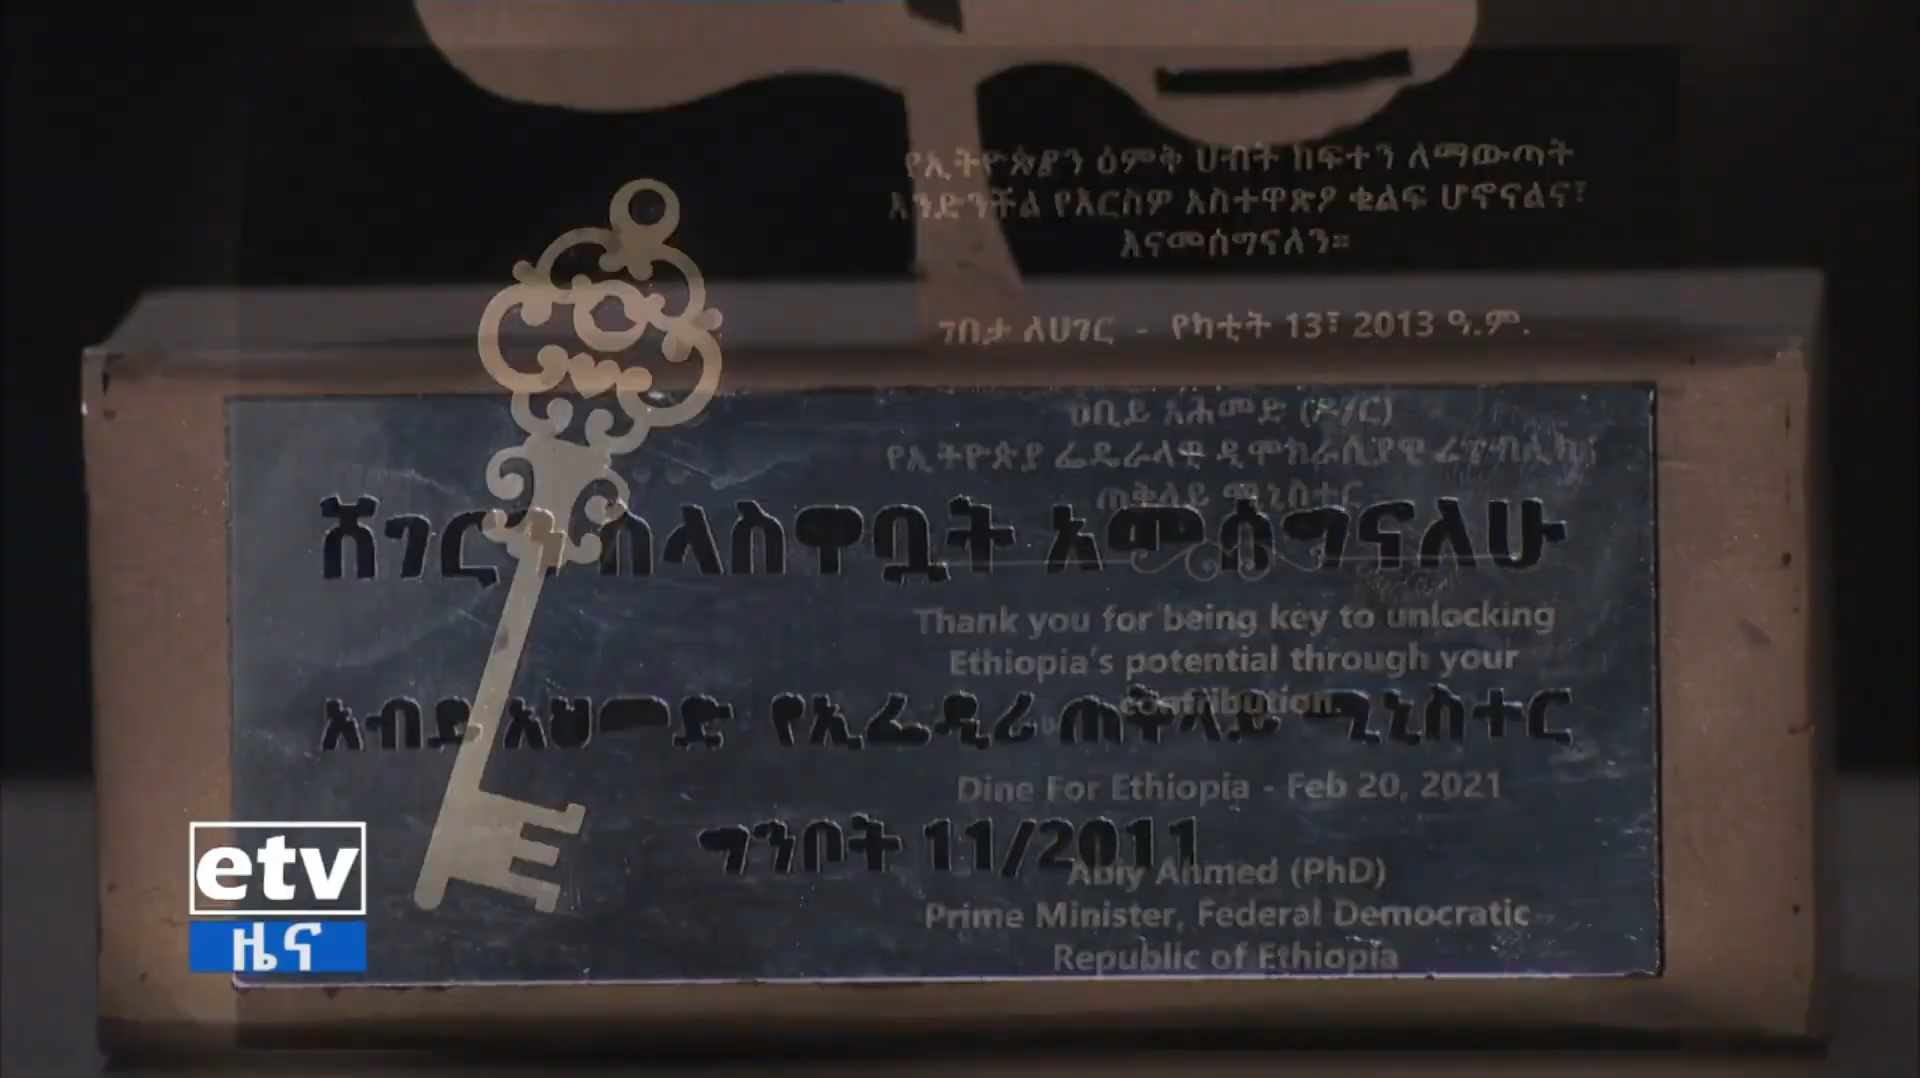 የኢትዮጵያን ዕምቅ ሀብት ከፍተን ለማውጣት
እንድንችል የእርስዎ አስተዋጽዖ ቁልፍ ሆኖናልና፣
እናመሰግናለን።
ገበታ ለሀገር - የካቲት 13፣ 2013 ዓ.ም.
ዐቢይ አሕመድ (ዶ/ር)
የኢትዮጵያ ፌዴራላዊ ዲሞክራሲያዊ ሪፐብሊክ፣
ጠቅላይ ሚኒስተር
Thank you for being key to unlocking
Ethiopia's potential through your
contribution.
Dine For Ethiopia - Feb 20, 2021
Abiy Ahmed (PhD)
Prime Minister, Federal Democratic
Republic of Ethiopia
ሸገርን ስላስዋቧት አመሰግናለሁ
አብይ አህመድ የኢፌዲሪ ጠቅላይ ሚኒስተር
ግንቦት 11/2011
etv
ዜና